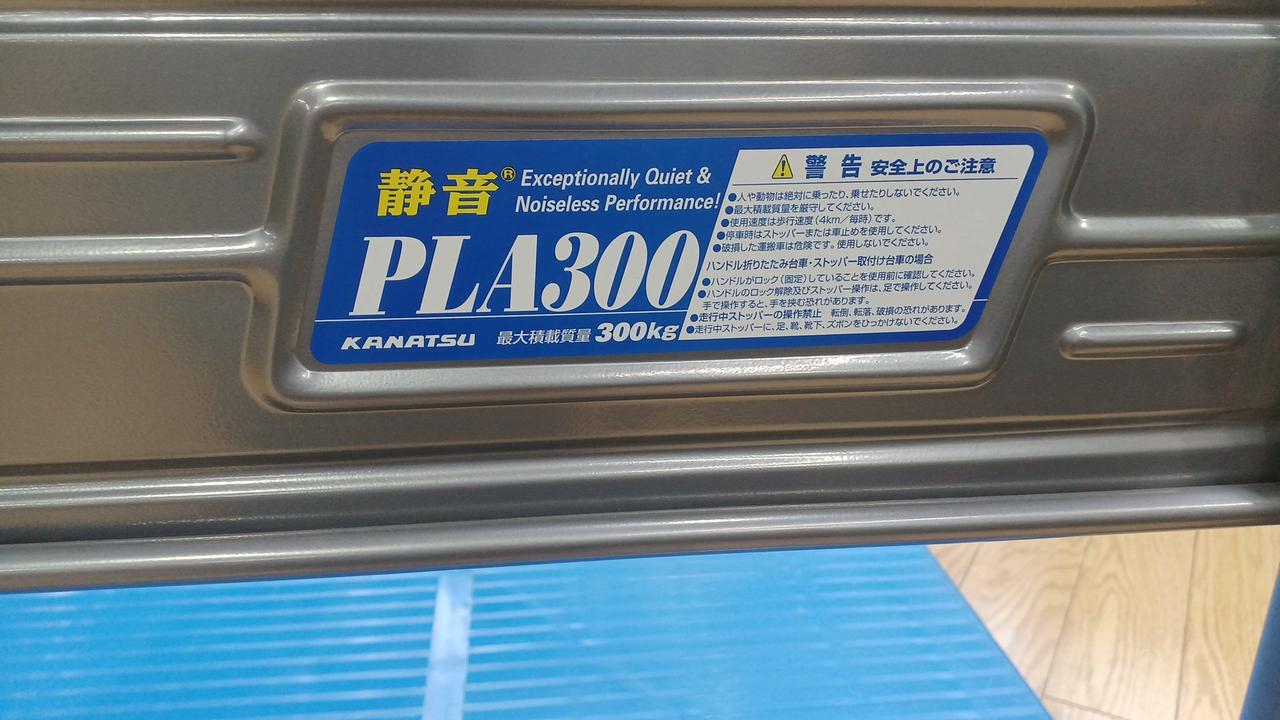 静音® Exceptionally Quiet &
Noiseless Performance!
PLA300
KANATSU 最大積載質量 300kg
警告 安全上のご注意
●人や動物は絶対に乗ったり、乗せたりしないでください。
●最大積載質量を厳守してください。
●使用速度は歩行速度(4km/毎時)です。
●停車時はストッパーまたは車止めを使用してください。
●破損した運搬車は危険です。使用しないでください。
ハンドル折りたたみ台車・ストッパー取付け台車の場合
●ハンドルがロック(固定)していることを使用前に確認してください。
●ハンドルのロック解除及びストッパー操作は、足で操作してください。
手で操作すると、手を挟む恐れがあります。
●走行中ストッパーの操作禁止 転倒、転落、破損の恐れがあります。
●走行中ストッパーに、足、靴、靴下、ズボンをひっかけないでください。